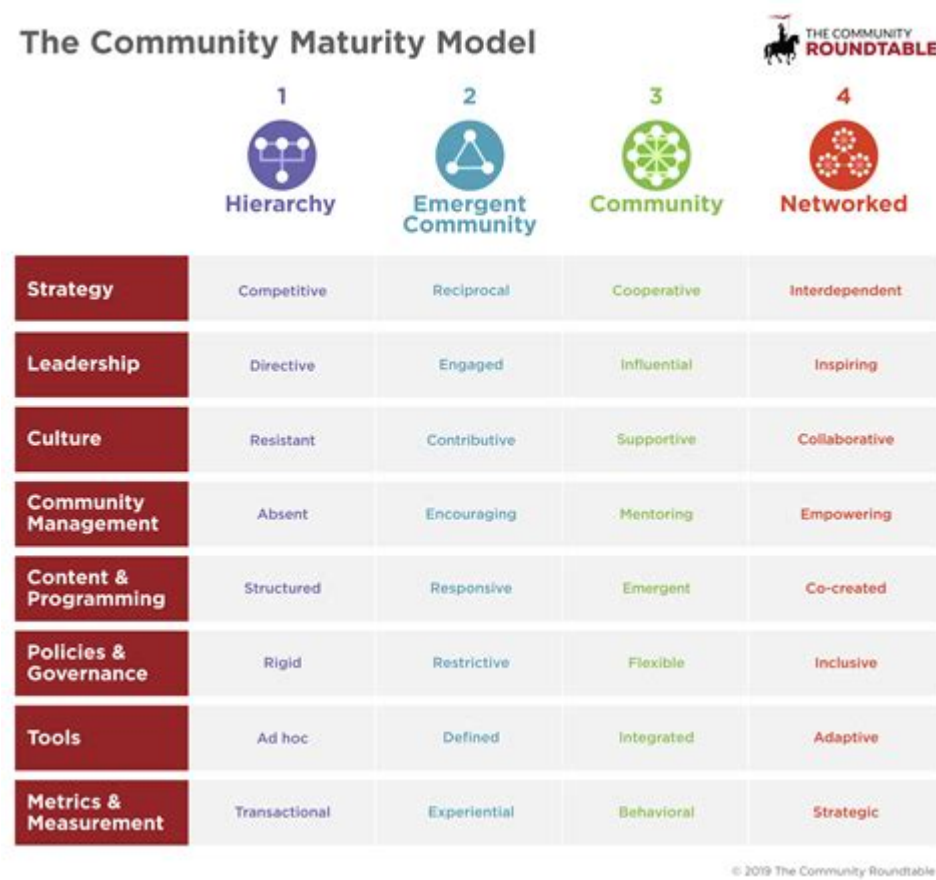 The Community Maturity Model
THE COMMUNITY
ROUNDTABLE
1 2 3 4
Hierarchy Emergent Community Networked
Community
Strategy Competitive Reciprocal Cooperative Interdependent
Leadership Directive Engaged Influential Inspiring
Culture Resistant Contributive Supportive Collaborative
Community
Management Absent Encouraging Mentoring Empowering
Content &
Programming Structured Responsive Emergent Co-created
Policies &
Governance Rigid Restrictive Flexible Inclusive
Tools Ad hoc Defined Integrated Adaptive
Metrics &
Measurement Transactional Experiential Behavioral Strategic
© 2019 The Community Roundtable